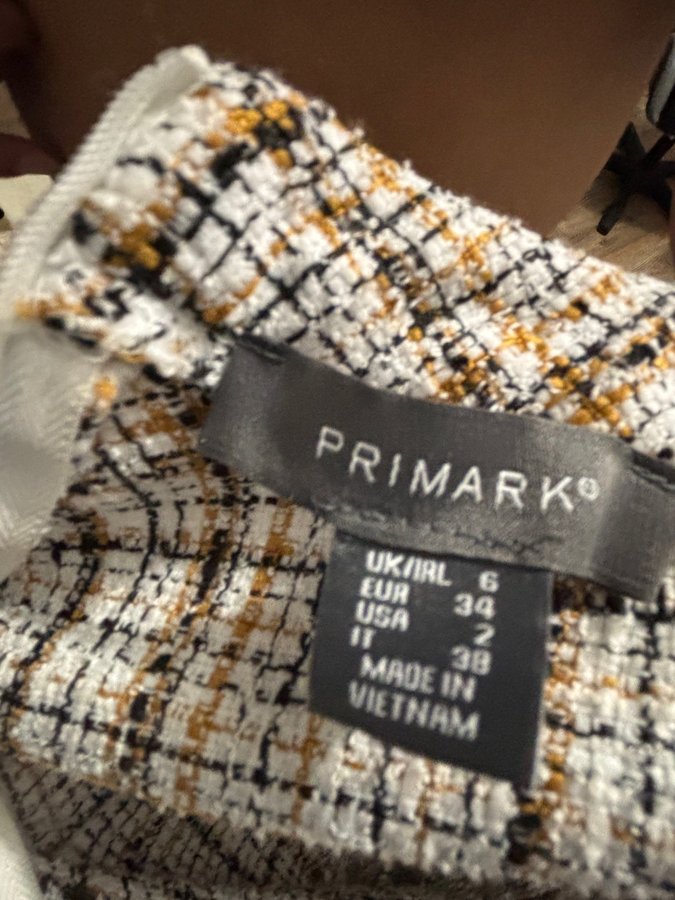 PRIMARK®
UK/IRL 6
EUR 34
USA 2
IT 38
MADE IN
VIETNAM